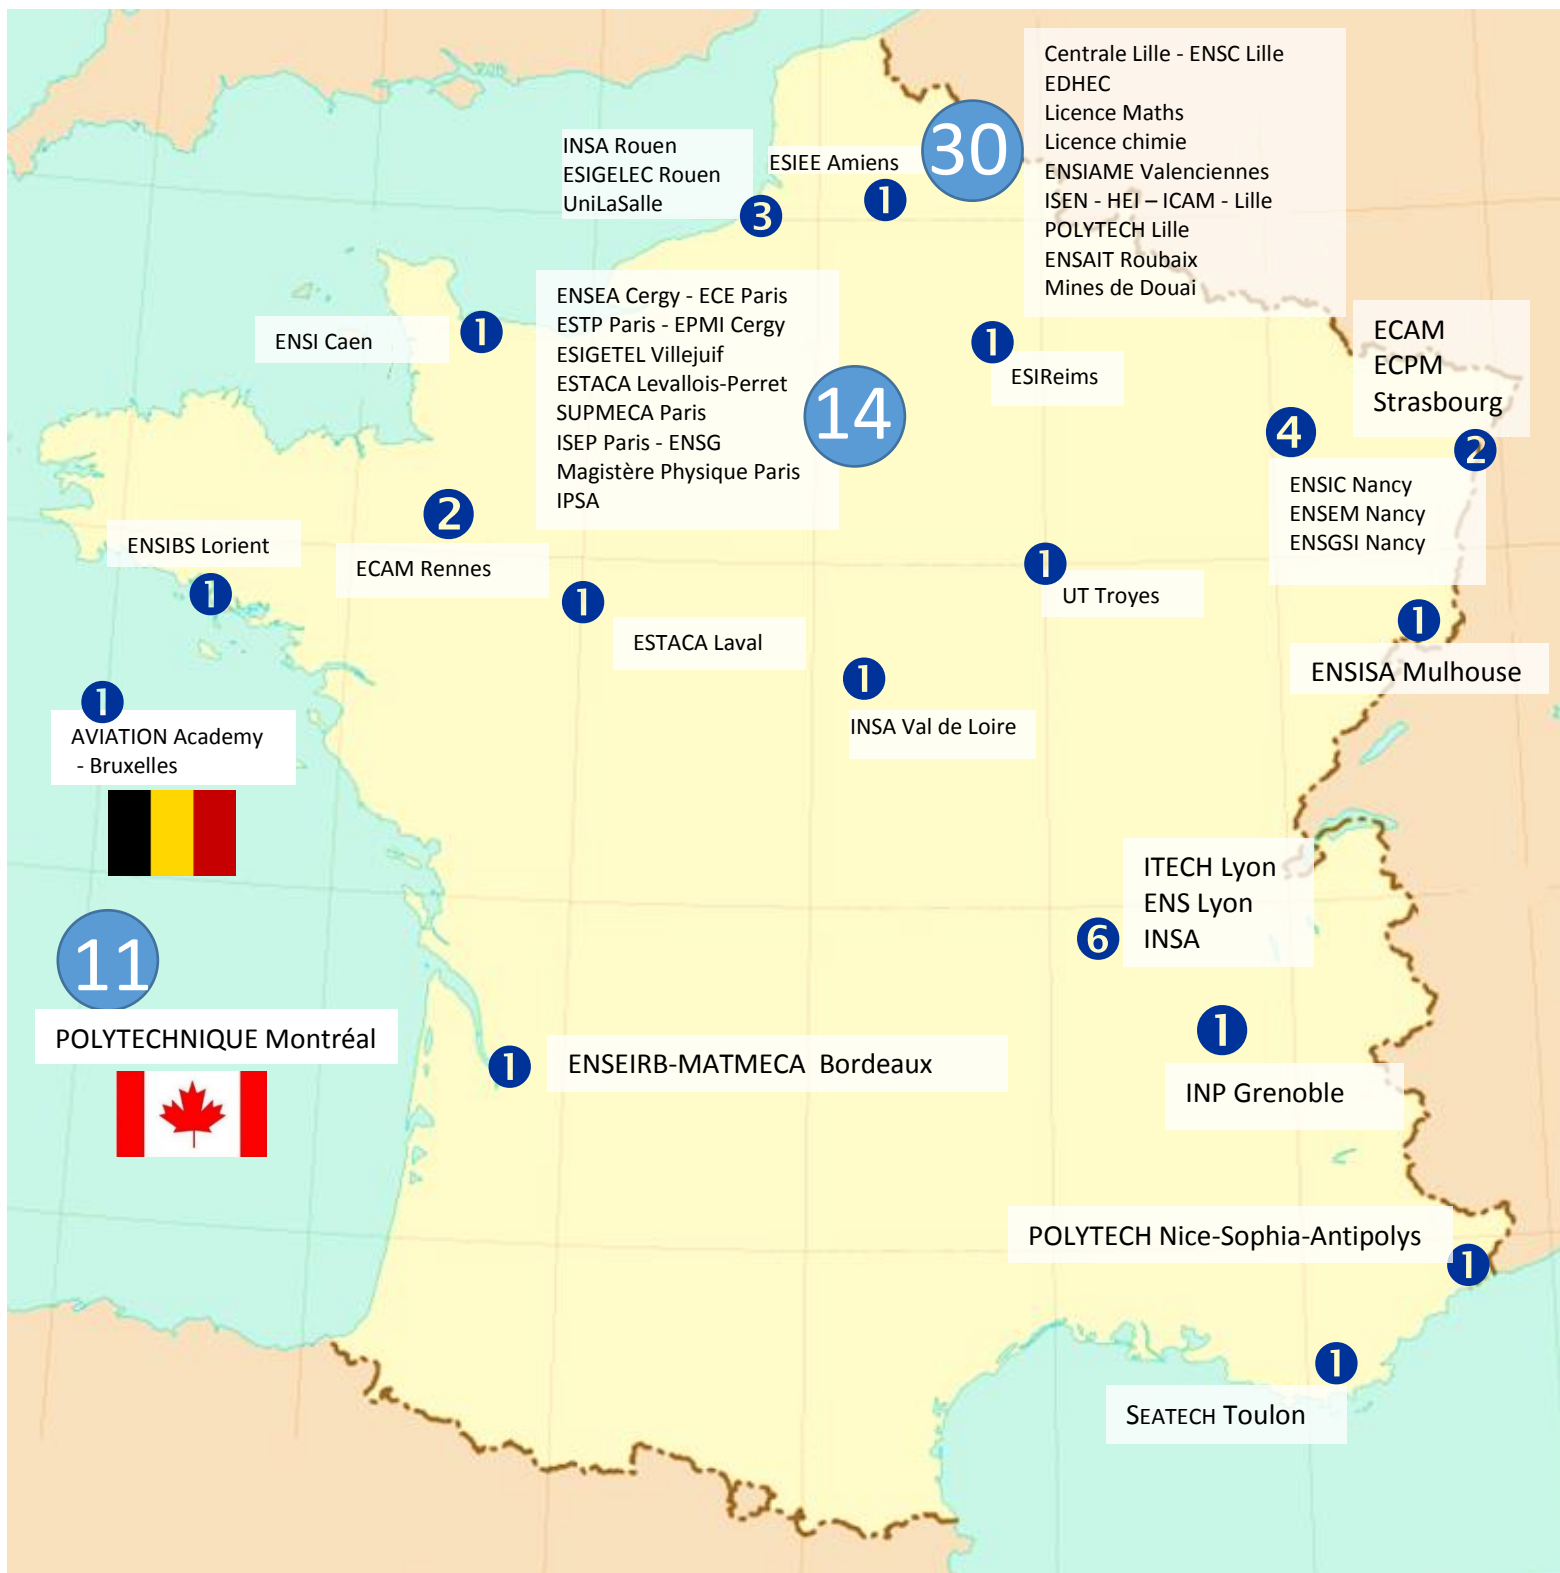 Centrale Lille - ENSC Lille
EDHEC
Licence Maths
Licence chimie
ENSIAME Valenciennes
ISEN - HEI – ICAM - Lille
POLYTECH Lille
ENSAIT Roubaix
Mines de Douai
30
INSA Rouen
ESIGELEC Rouen
UniLaSalle
3
ESIEE Amiens
1
ENSEA Cergy - ECE Paris
ESTP Paris - EPMI Cergy
ESIGETEL Villejuif
ESTACA Levallois-Perret
SUPMECA Paris
ISEP Paris - ENSG
Magistère Physique Paris
IPSA
14
ENSI Caen
1
1
ESIReims
ECAM
ECPM
Strasbourg
2
4
ENSIC Nancy
ENSEM Nancy
ENSGSI Nancy
2
ECAM Rennes
ENSIBS Lorient
1
1
ESTACA Laval
1
UT Troyes
1
ENSISA Mulhouse
1
INSA Val de Loire
1
AVIATION Academy
- Bruxelles
11
POLYTECHNIQUE Montréal
ITECH Lyon
ENS Lyon
INSA
6
1
INP Grenoble
1
ENSEIRB-MATMECA Bordeaux
POLYTECH Nice-Sophia-Antipolys
1
1
SEATECH Toulon